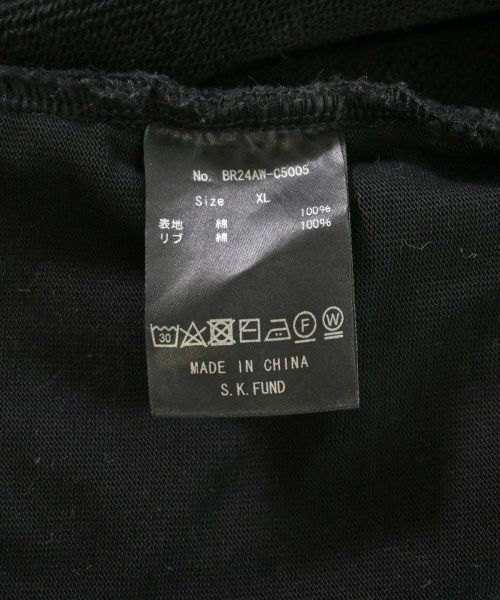 No. BR24AW-C5005
Size XL
表地 綿 100%
リブ 綿 100%
30 F W
MADE IN CHINA
S.K.FUND